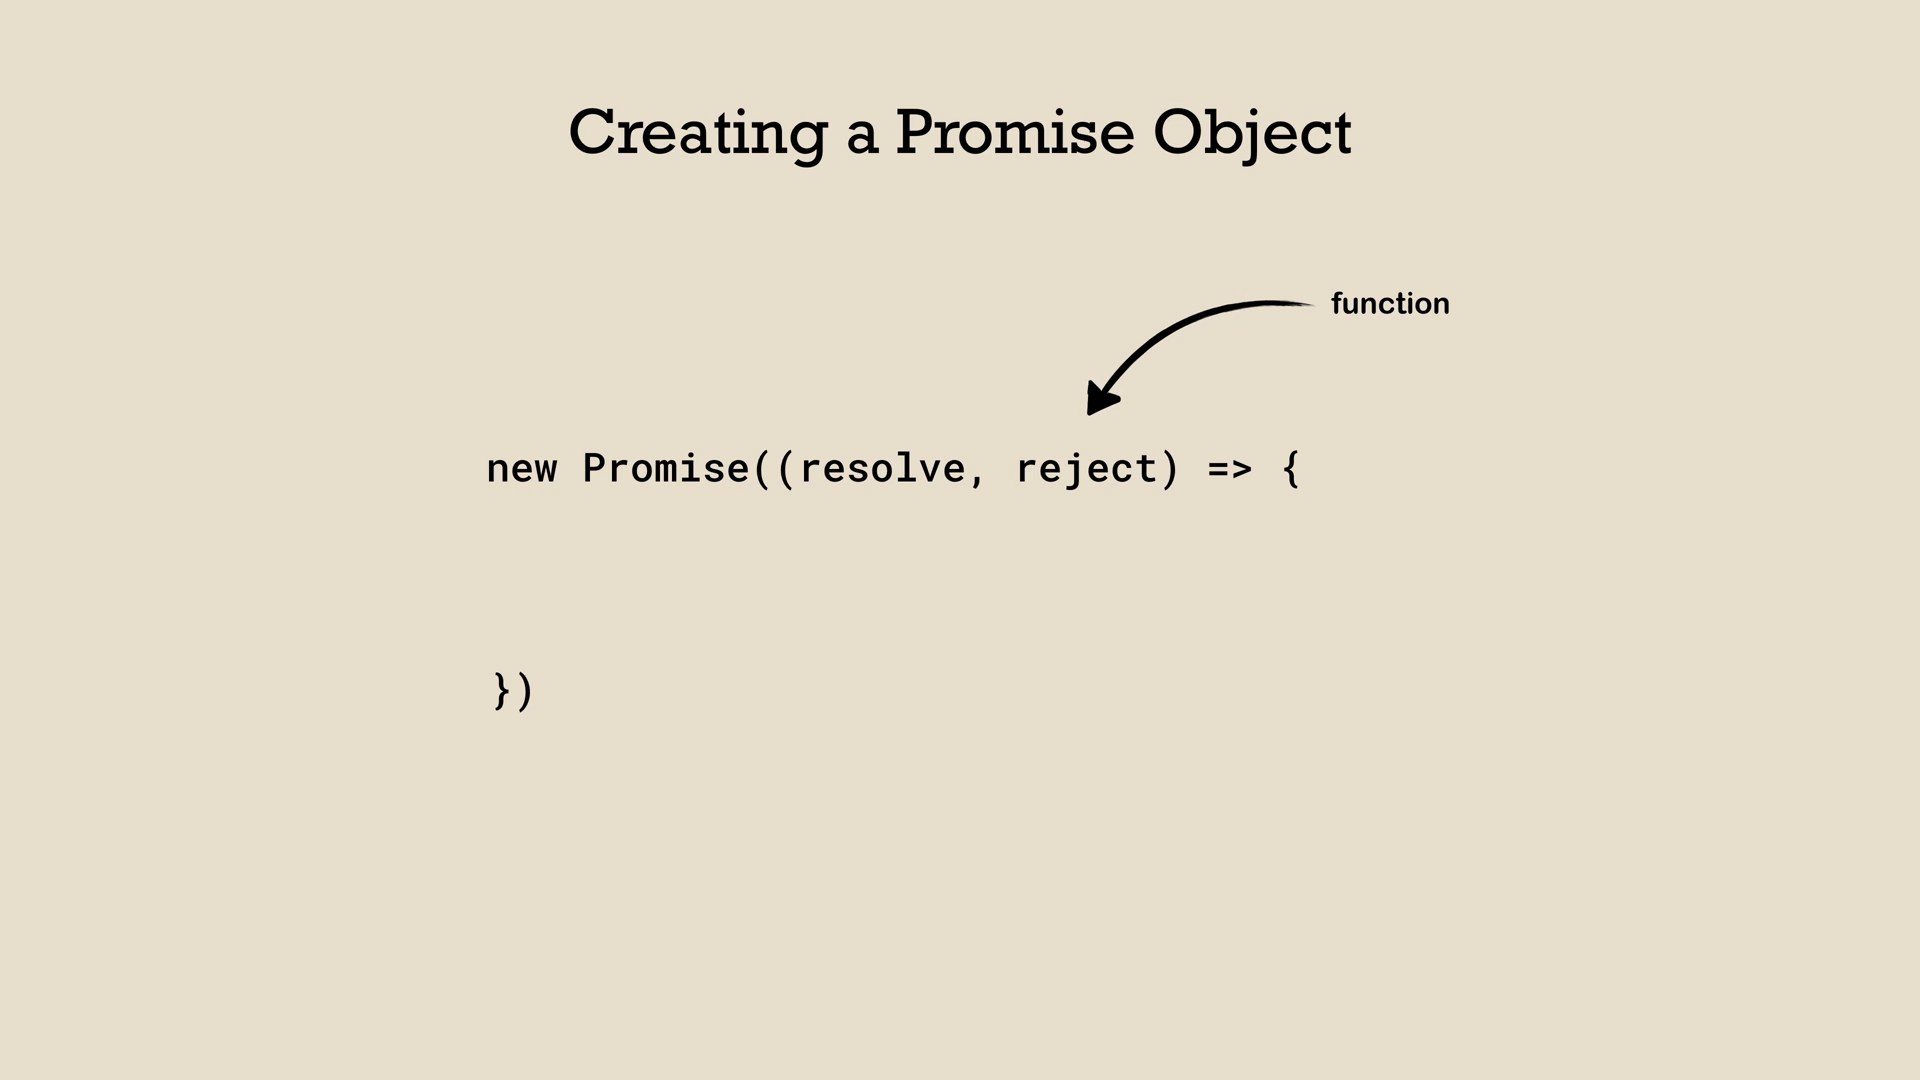 Creating a Promise Object
function
new Promise((resolve, reject) => {
})